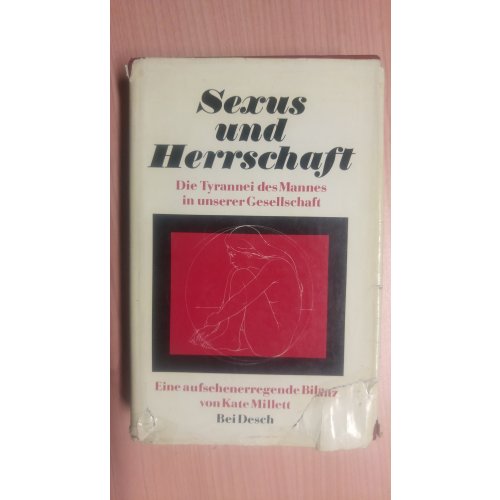 Sexus
und
Herrschaft
Die Tyrannei des Mannes
in unserer Gesellschaft
Eine aufsehenerregende Bilanz
von Kate Millett
Bei Desch